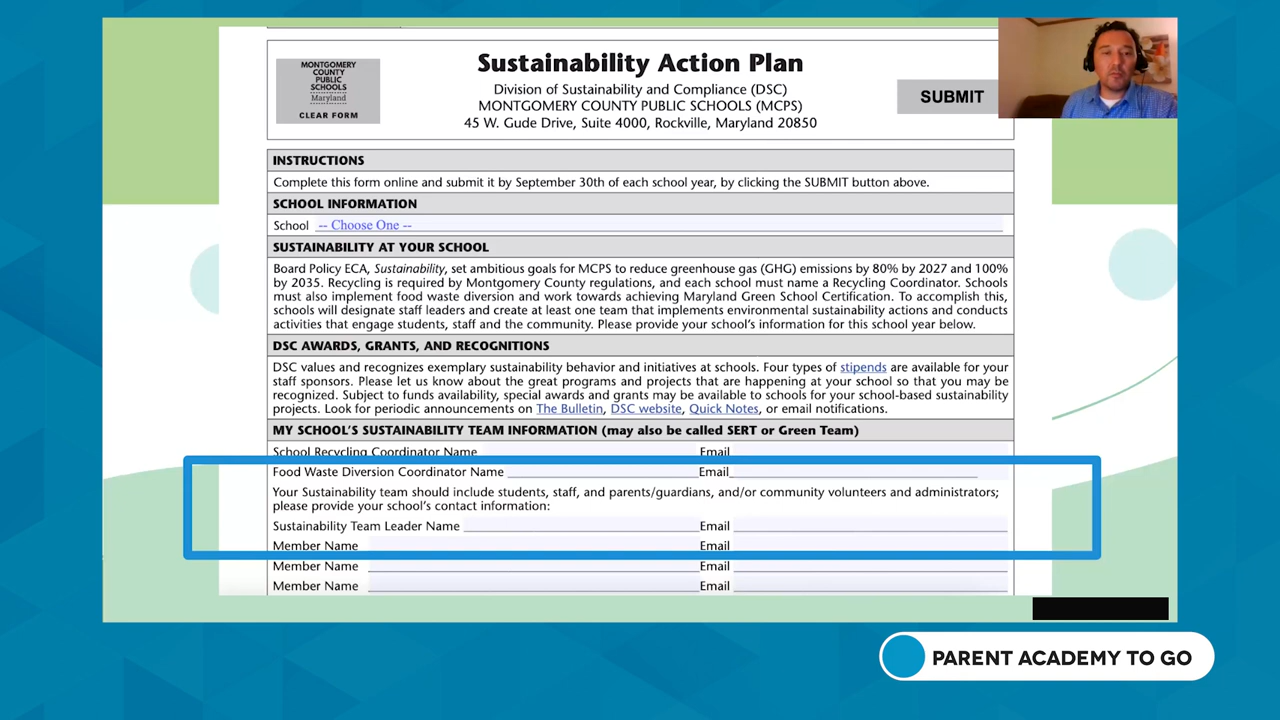 MONTGOMERY
COUNTY
PUBLIC
SCHOOLS
Maryland
CLEAR FORM
Sustainability Action Plan
Division of Sustainability and Compliance (DSC)
MONTGOMERY COUNTY PUBLIC SCHOOLS (MCPS)
45 W. Gude Drive, Suite 4000, Rockville, Maryland 20850
SUBMIT
INSTRUCTIONS
Complete this form online and submit it by September 30th of each school year, by clicking the SUBMIT button above.
SCHOOL INFORMATION
School -- Choose One --
SUSTAINABILITY AT YOUR SCHOOL
Board Policy ECA, Sustainability, set ambitious goals for MCPS to reduce greenhouse gas (GHG) emissions by 80% by 2027 and 100%
by 2035. Recycling is required by Montgomery County regulations, and each school must name a Recycling Coordinator. Schools
must also implement food waste diversion and work towards achieving Maryland Green School Certification. To accomplish this,
schools will designate staff leaders and create at least one team that implements environmental sustainability actions and conducts
activities that engage students, staff and the community. Please provide your school's information for this school year below.
DSC AWARDS, GRANTS, AND RECOGNITIONS
DSC values and recognizes exemplary sustainability behavior and initiatives at schools. Four types of stipends are available for your
staff sponsors. Please let us know about the great programs and projects that are happening at your school so that you may be
recognized. Subject to funds availability, special awards and grants may be available to schools for your school-based sustainability
projects. Look for periodic announcements on The Bulletin, DSC website, Quick Notes, or email notifications.
MY SCHOOL'S SUSTAINABILITY TEAM INFORMATION (may also be called SERT or Green Team)
School Recycling Coordinator Name Email
Food Waste Diversion Coordinator Name Email
Your Sustainability team should include students, staff, and parents/guardians, and/or community volunteers and administrators;
please provide your school's contact information:
Sustainability Team Leader Name Email
Member Name Email
Member Name Email
Member Name Email
PARENT ACADEMY TO GO